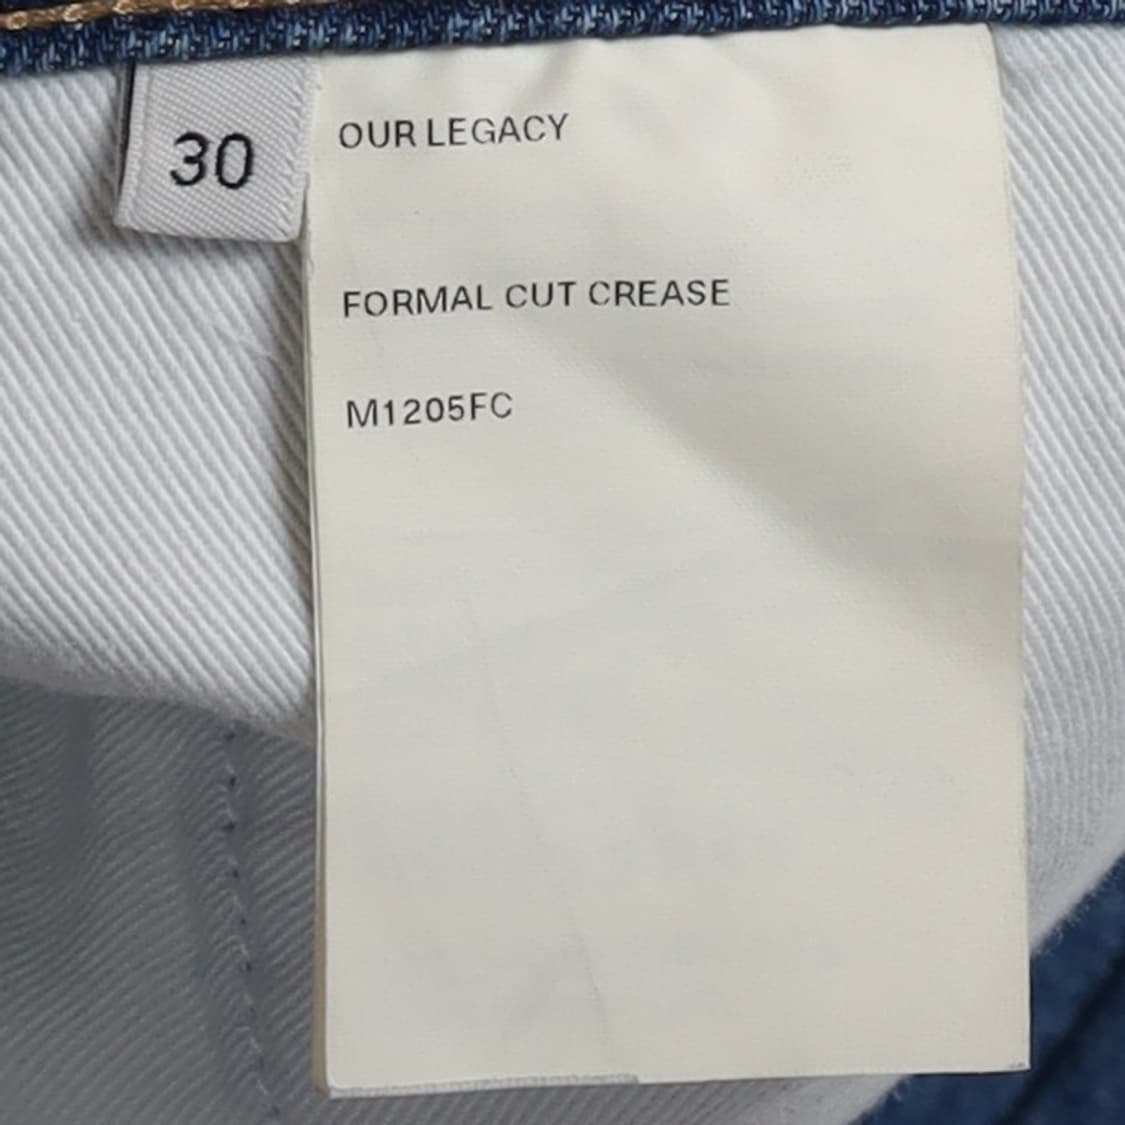 30
OUR LEGACY
FORMAL CUT CREASE
M1205FC